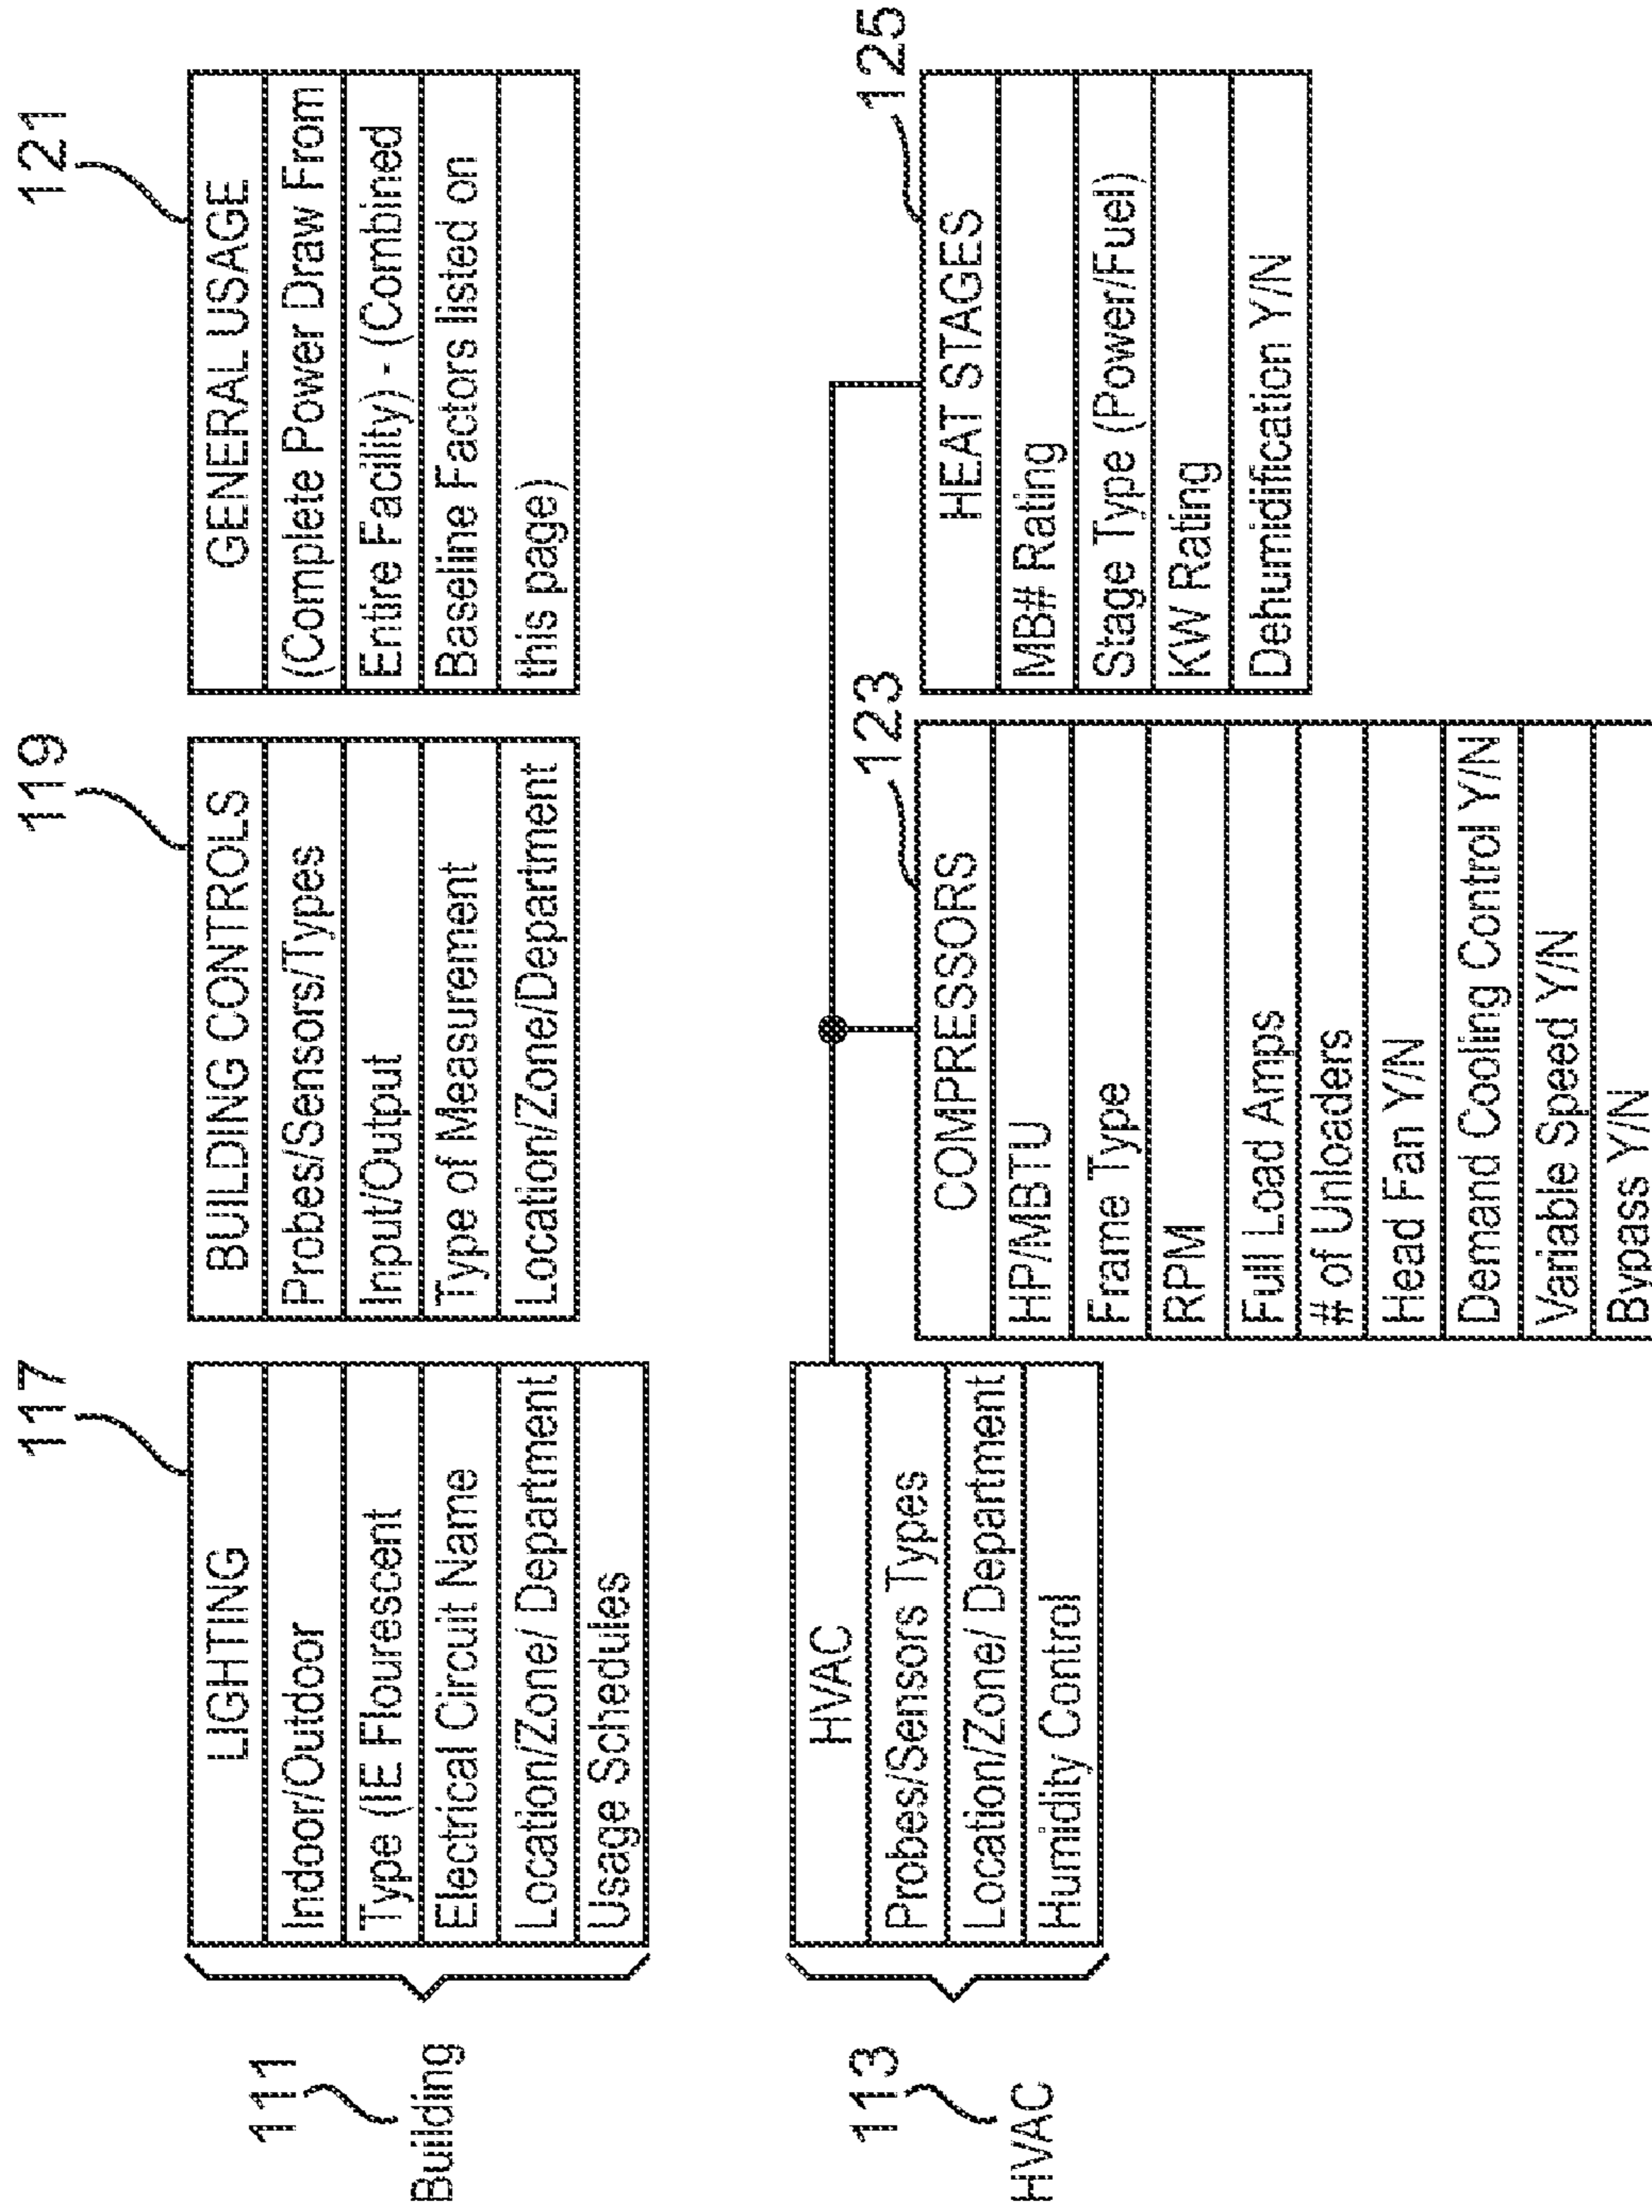 111
Building
117
LIGHTING
Indoor/Outdoor
Type (IE Flourescent
Electrical Circuit Name
Location/Zone/ Department
Usage Schedules
119
BUILDING CONTROLS
Probes/Sensors/Types
Input/Output
Type of Measurement
Location/Zone/Department
121
GENERAL USAGE
(Complete Power Draw From
Entire Facility) - (Combined
Baseline Factors listed on
this page)
113
HVAC
HVAC
Probes/Sensors Types
Location/Zone/ Department
Humidity Control
123
COMPRESSORS
HP/MBTU
Frame Type
RPM
Full Load Amps
# of Unloaders
Head Fan Y/N
Demand Cooling Control Y/N
Variable Speed Y/N
Bypass Y/N
125
HEAT STAGES
MB# Rating
Stage Type (Power/Fuel)
KW Rating
Dehumidification Y/N